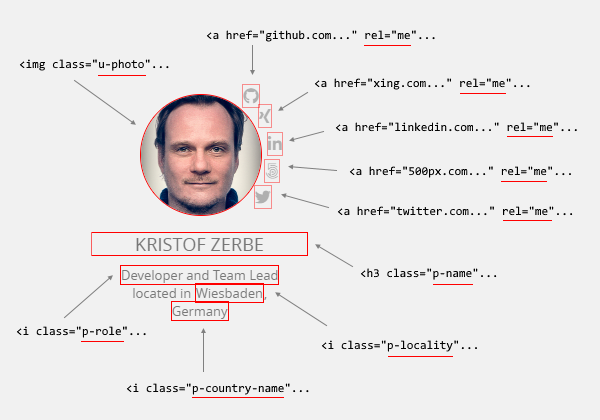 <a href="github.com..." rel="me"...
<img class="u-photo"...
<a href="xing.com..." rel="me"...
<a href="linkedin.com..." rel="me"...
in
<a href="500px.com..." rel="me"...
<a href="twitter.com..." rel="me"...
KRISTOF ZERBE
<h3 class="p-name"...
Developer and Team Lead
located in Wiesbaden,
Germany
<i class="p-role"...
<i class="p-locality"...
<i class="p-country-name"...